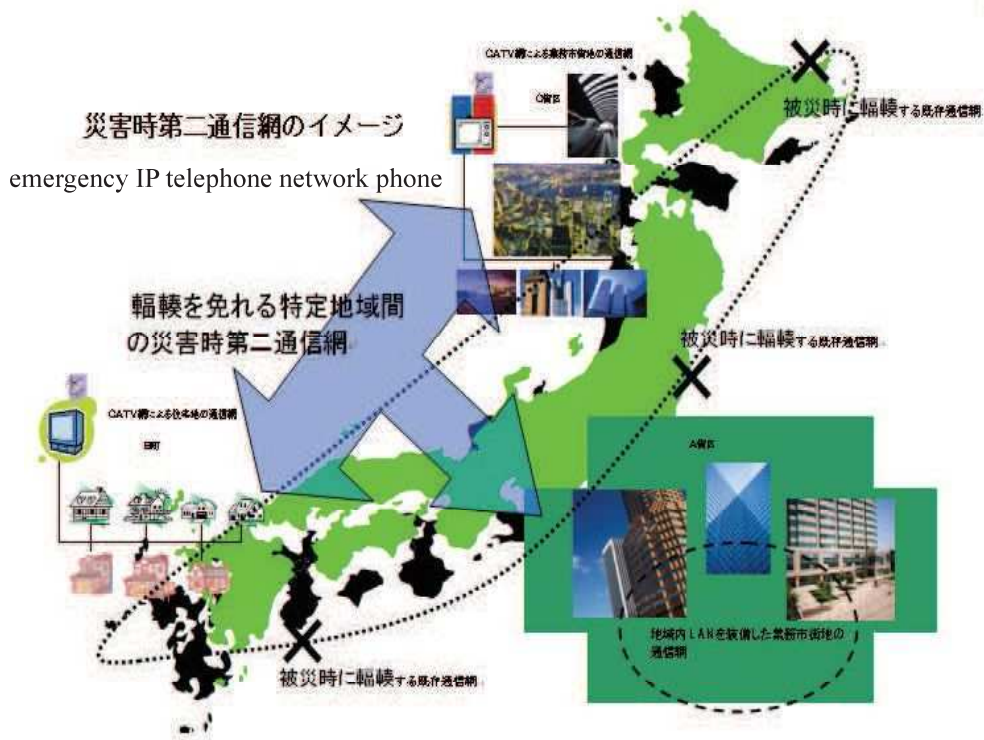 CATV網による業務市街地の通信網
C街区
被災時に輻輳する既存通信網
災害時第二通信網のイメージ
emergency IP telephone network phone
輻輳を免れる特定地域間
の災害時第二通信網
被災時に輻輳する既存通信網
CATV網による住宅地の通信網
B町
A街区
地域内LANを装備した業務市街地の
通信網
被災時に輻輳する既存通信網